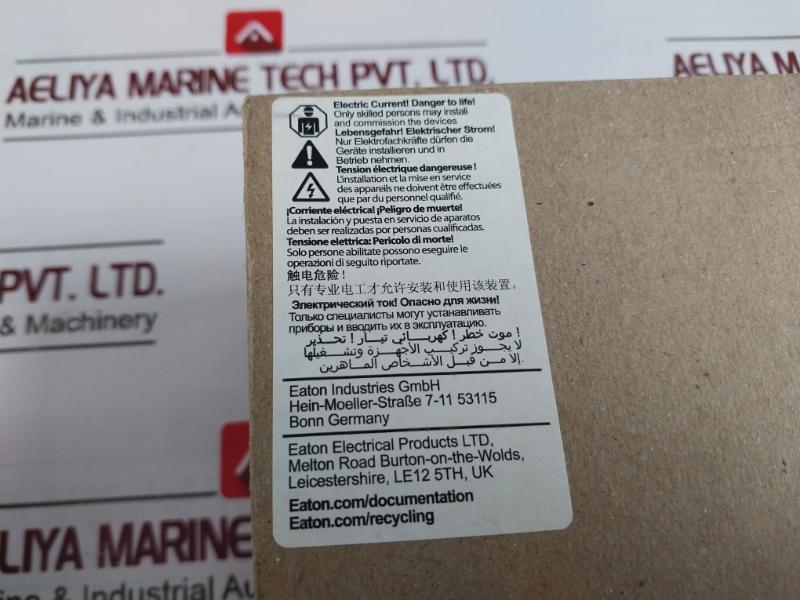 AELIYA MARINE TECH PVT. LTD.
Marine & Industrial Au
AELIYA MAR
Marine & Indust
PVT. LTD.
& Machinery
Electric Current! Danger to life!
Only skilled persons may install
and commission the devices
Lebensgefahr! Elektrischer Strom!
Nur Elektrofachkräfte dürfen die
Geräte installieren und in
Betrieb nehmen.
Tension électrique dangereuse !
L'installation et la mise en service
des appareils ne doivent être effectuées
que par du personnel qualifié.
¡Corriente eléctrica! ¡Peligro de muerte!
La instalación y puesta en servicio de aparatos
deben ser realizadas por personas cualificadas.
Tensione elettrica: Pericolo di morte!
Solo persone abilitate possono eseguire le
operazioni di seguito riportate.
触电危险！
只有专业电工才允许安装和使用该装置。
Электрический ток! Опасно для жизни!
Только специалисты могут устанавливать
приборы и вводить их в эксплуатацию.
! موت خطر ! كهربائي تيار ! تحذير
لا يجوز تركيب الأجهزة وتشغيلها
إلا من قبل الأشخاص الماهرين.
Eaton Industries GmbH
Hein-Moeller-Straße 7-11 53115
Bonn Germany
Eaton Electrical Products LTD,
Melton Road Burton-on-the-Wolds,
Leicestershire, LE12 5TH, UK
Eaton.com/documentation
Eaton.com/recycling
LIYA MARINE
ne & Industrial Au